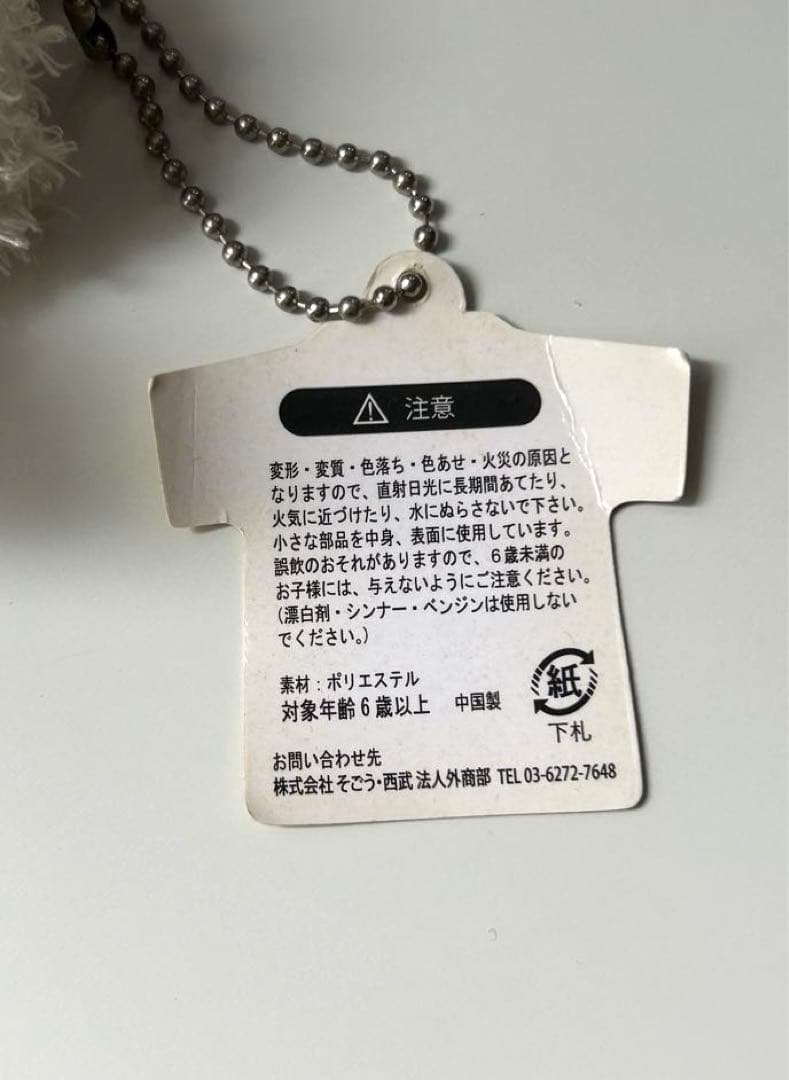 ⚠ 注意
変形・変質・色落ち・色あせ・火災の原因と
なりますので、直射日光に長期間あてたり、
火気に近づけたり、水にぬらさないで下さい。
小さな部品を中身、表面に使用しています。
誤飲のおそれがありますので、6歳未満の
お子様には、与えないようにご注意ください。
(漂白剤・シンナー・ベンジンは使用しない
でください。)
素材：ポリエステル
対象年齢6歳以上 中国製
紙
下札
お問い合わせ先
株式会社そごう・西武 法人外商部 TEL 03-6272-7648